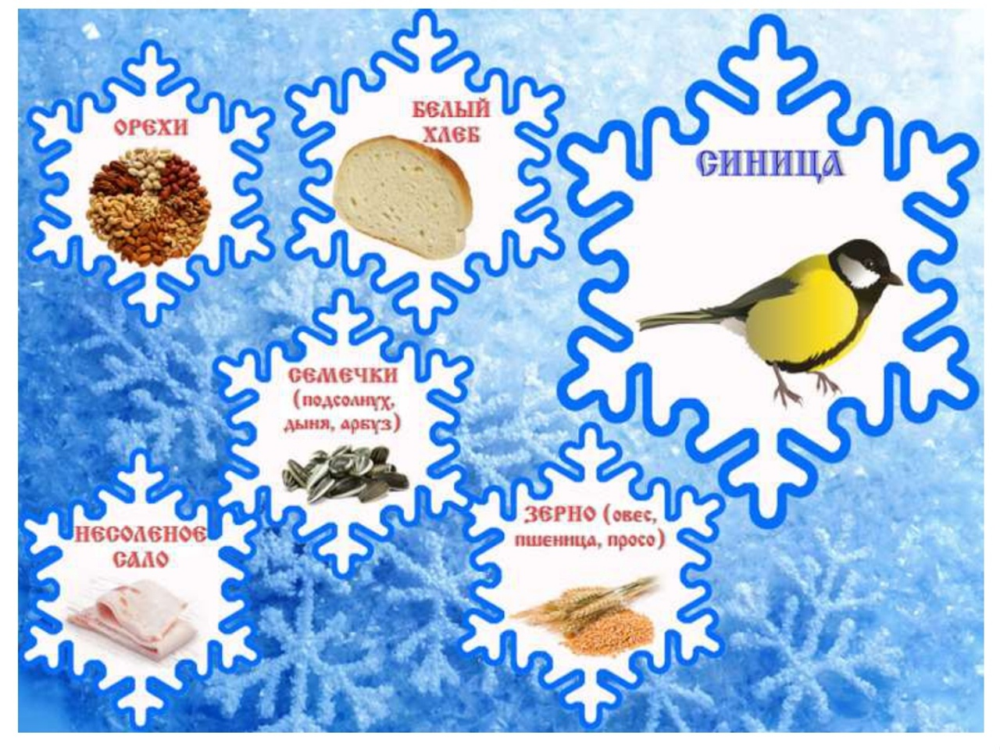 ОРЕХИ
БЕЛЫЙ
ХЛЕБ
СИНИЦА
СЕМЕЧКИ
(подсолнух,
дыня, арбуз)
НЕСОЛЕНОЕ
САЛО
ЗЕРНО (овес,
пшеница, просо)